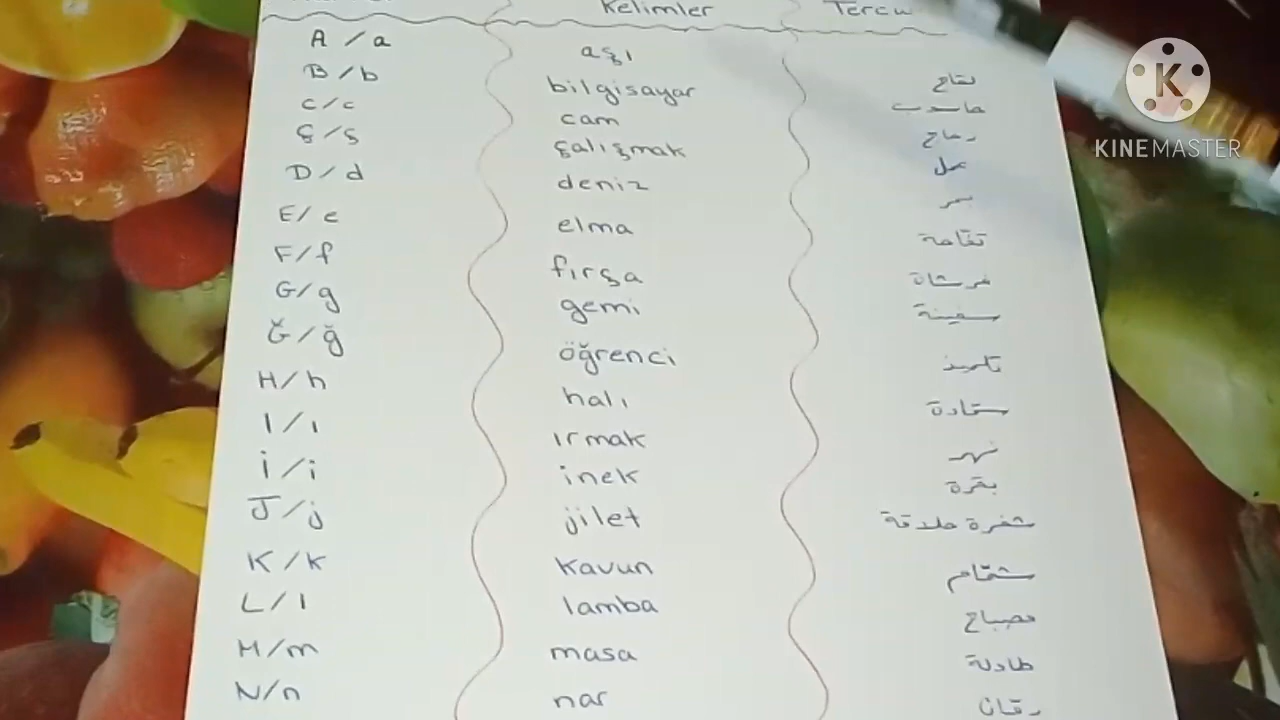 Kelimler
A / a aşı لقاح
B / b bilgisayar حاسوب
C / c cam زجاج
Ç / ç çalışmak عمل
D / d deniz بحر
E / e elma تفاحة
F / f fırça فرشاة
G / g gemi سفينة
Ğ / ğ öğrenci تلميذ
H / h halı سجادة
I / ı ırmak نهر
İ / i inek بقرة
J / j jilet شفرة حلاقة
K / k kavun شمام
L / l lamba مصباح
M / m masa طاولة
N / n nar رمان
KINEMASTER